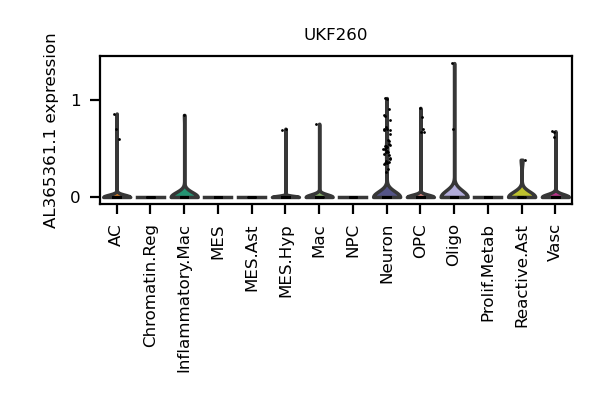 UKF260
AL365361.1 expression
1
0
AC
Chromatin.Reg
Inflammatory.Mac
MES
MES.Ast
MES.Hyp
Mac
NPC
Neuron
OPC
Oligo
Prolif.Metab
Reactive.Ast
Vasc